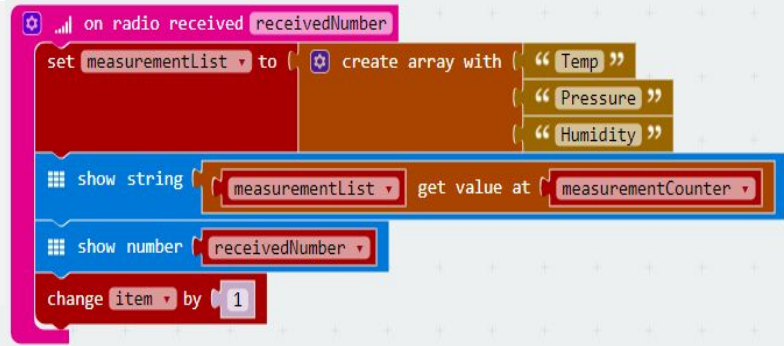 on radio received receivedNumber
set measurementList to create array with “ Temp ”
“ Pressure ”
“ Humidity ”
show string measurementList get value at measurementCounter
show number receivedNumber
change item by 1